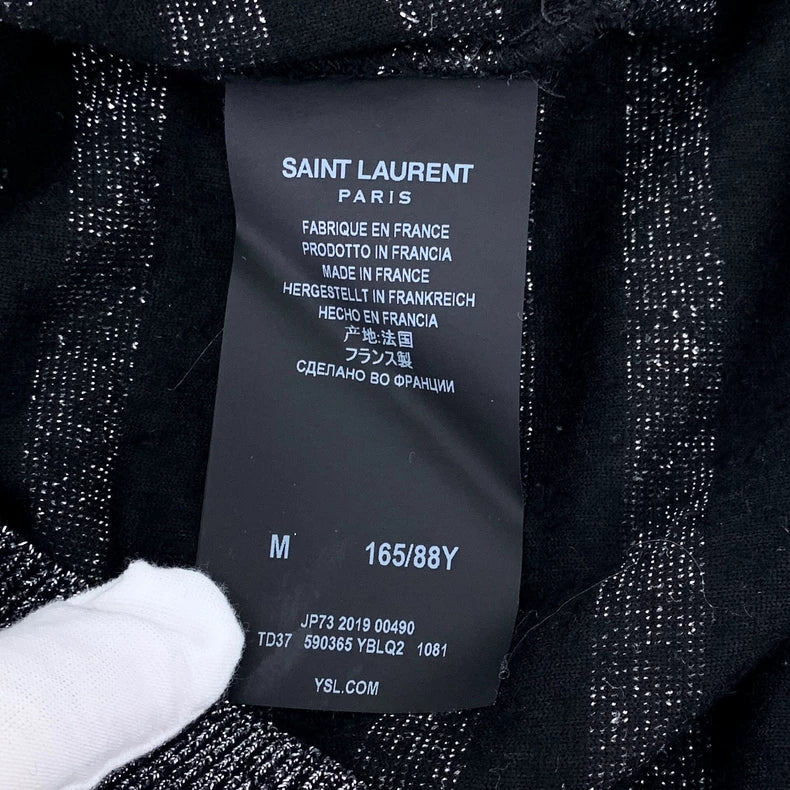 SAINT LAURENT
PARIS
FABRIQUE EN FRANCE
PRODOTTO IN FRANCIA
MADE IN FRANCE
HERGESTELLT IN FRANKREICH
HECHO EN FRANCIA
产地:法国
フランス製
СДЕЛАНО ВО ФРАНЦИИ
M 165/88Y
JP73 2019 00490
TD37 590365 YBLQ2 1081
YSL.COM